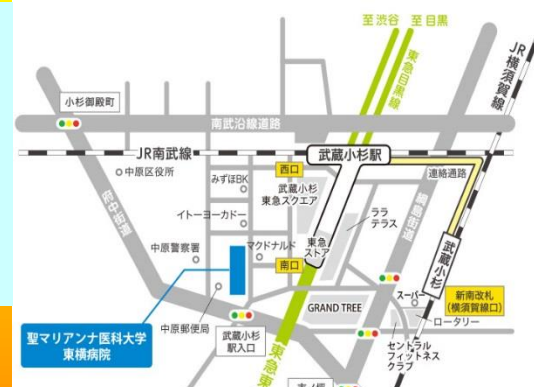 至渋谷 至目黒
東急目黒線
JR横須賀線
小杉御殿町
南武沿線道路
JR南武線
武蔵小杉駅
中原区役所
みずほBK
西口
連絡通路
武蔵小杉
東急スクエア
府中街道
イトーヨーカドー
ララ
テラス
綱島街道
武蔵小杉
中原警察署
マクドナルド
東急
ストア
南口
スーパー
新南改札
(横須賀線口)
GRAND TREE
ロータリー
聖マリアンナ医科大学
東横病院
中原郵便局
武蔵小杉
駅入口
セントラル
フィットネス
クラブ
東急東